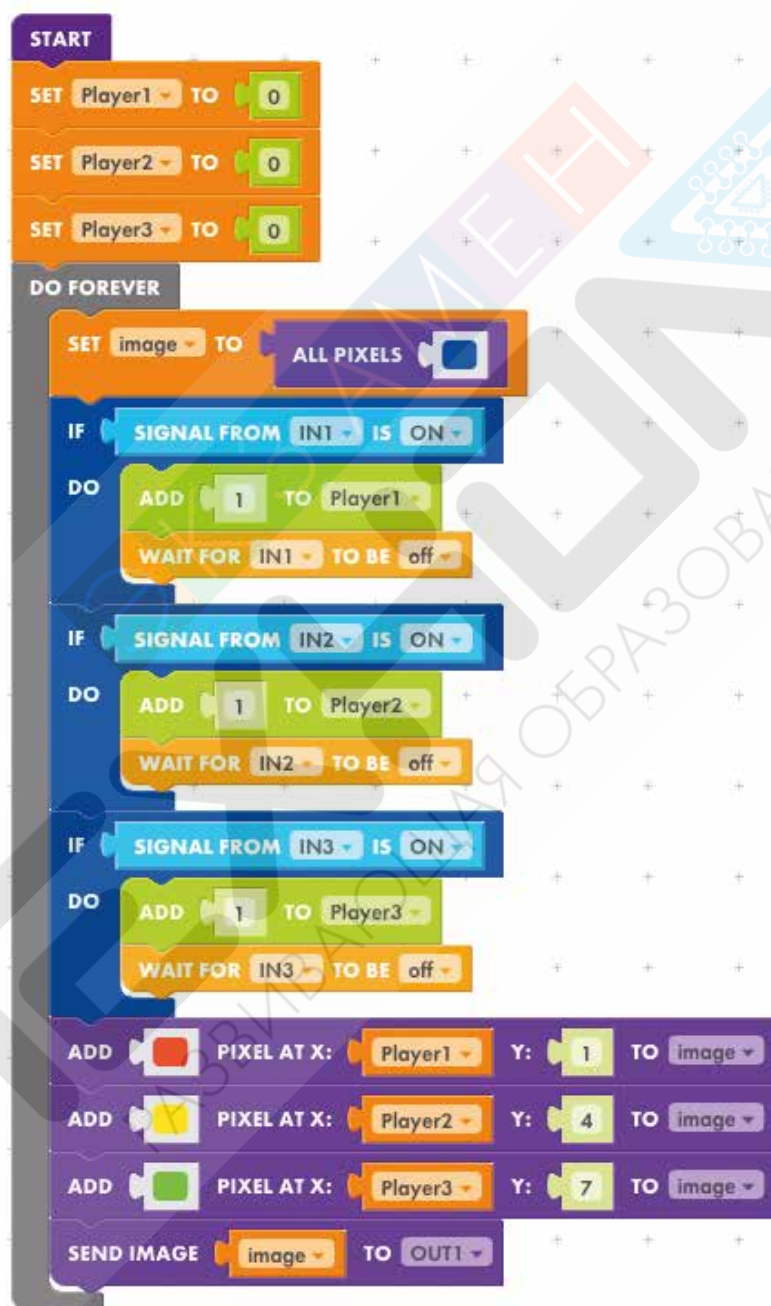 START
SET Player1 TO 0
SET Player2 TO 0
SET Player3 TO 0
DO FOREVER
SET image TO ALL PIXELS
IF SIGNAL FROM IN1 IS ON
DO ADD 1 TO Player1
WAIT FOR IN1 TO BE off
IF SIGNAL FROM IN2 IS ON
DO ADD 1 TO Player2
WAIT FOR IN2 TO BE off
IF SIGNAL FROM IN3 IS ON
DO ADD 1 TO Player3
WAIT FOR IN3 TO BE off
ADD PIXEL AT X: Player1 Y: 1 TO image
ADD PIXEL AT X: Player2 Y: 4 TO image
ADD PIXEL AT X: Player3 Y: 7 TO image
SEND IMAGE image TO OUT1